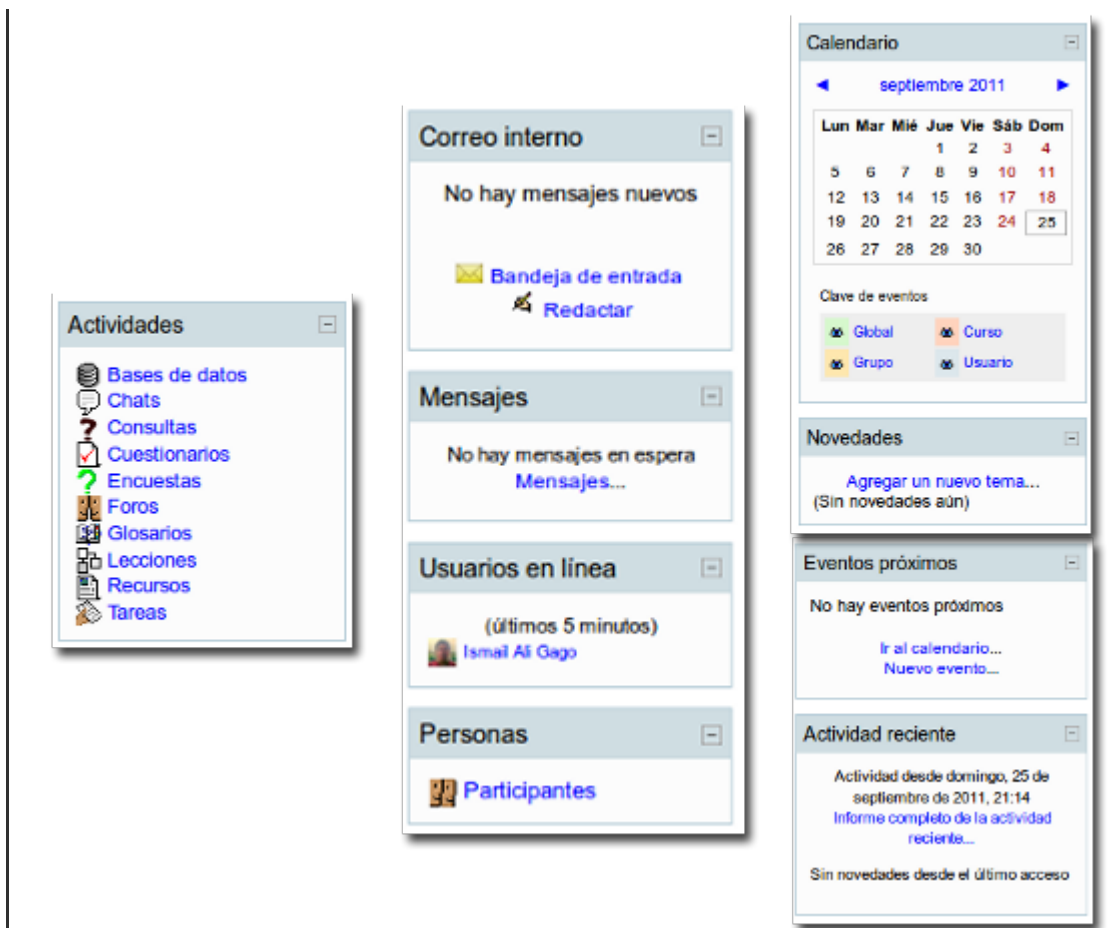 Actividades
Bases de datos
Chats
Consultas
Cuestionarios
Encuestas
Foros
Glosarios
Lecciones
Recursos
Tareas
Correo interno
No hay mensajes nuevos
Bandeja de entrada
Redactar
Mensajes
No hay mensajes en espera
Mensajes...
Usuarios en línea
(últimos 5 minutos)
Ismail Ali Gago
Personas
Participantes
Calendario
septiembre 2011
Lun Mar Mié Jue Vie Sáb Dom
1 2 3 4
5 6 7 8 9 10 11
12 13 14 15 16 17 18
19 20 21 22 23 24 25
26 27 28 29 30
Clave de eventos
Global Curso
Grupo Usuario
Novedades
Agregar un nuevo tema...
(Sin novedades aún)
Eventos próximos
No hay eventos próximos
Ir al calendario...
Nuevo evento...
Actividad reciente
Actividad desde domingo, 25 de
septiembre de 2011, 21:14
Informe completo de la actividad
reciente...
Sin novedades desde el último acceso